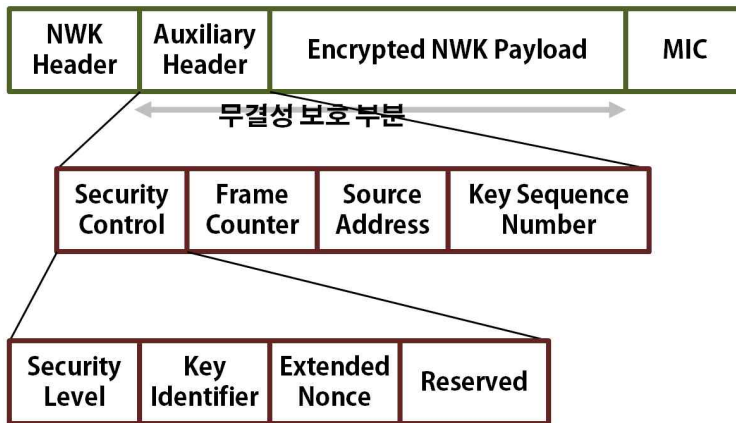 NWK
Header
Auxiliary
Header
Encrypted NWK Payload
MIC
무결성 보호 부분
Security
Control
Frame
Counter
Source
Address
Key Sequence
Number
Security
Level
Key
Identifier
Extended
Nonce
Reserved